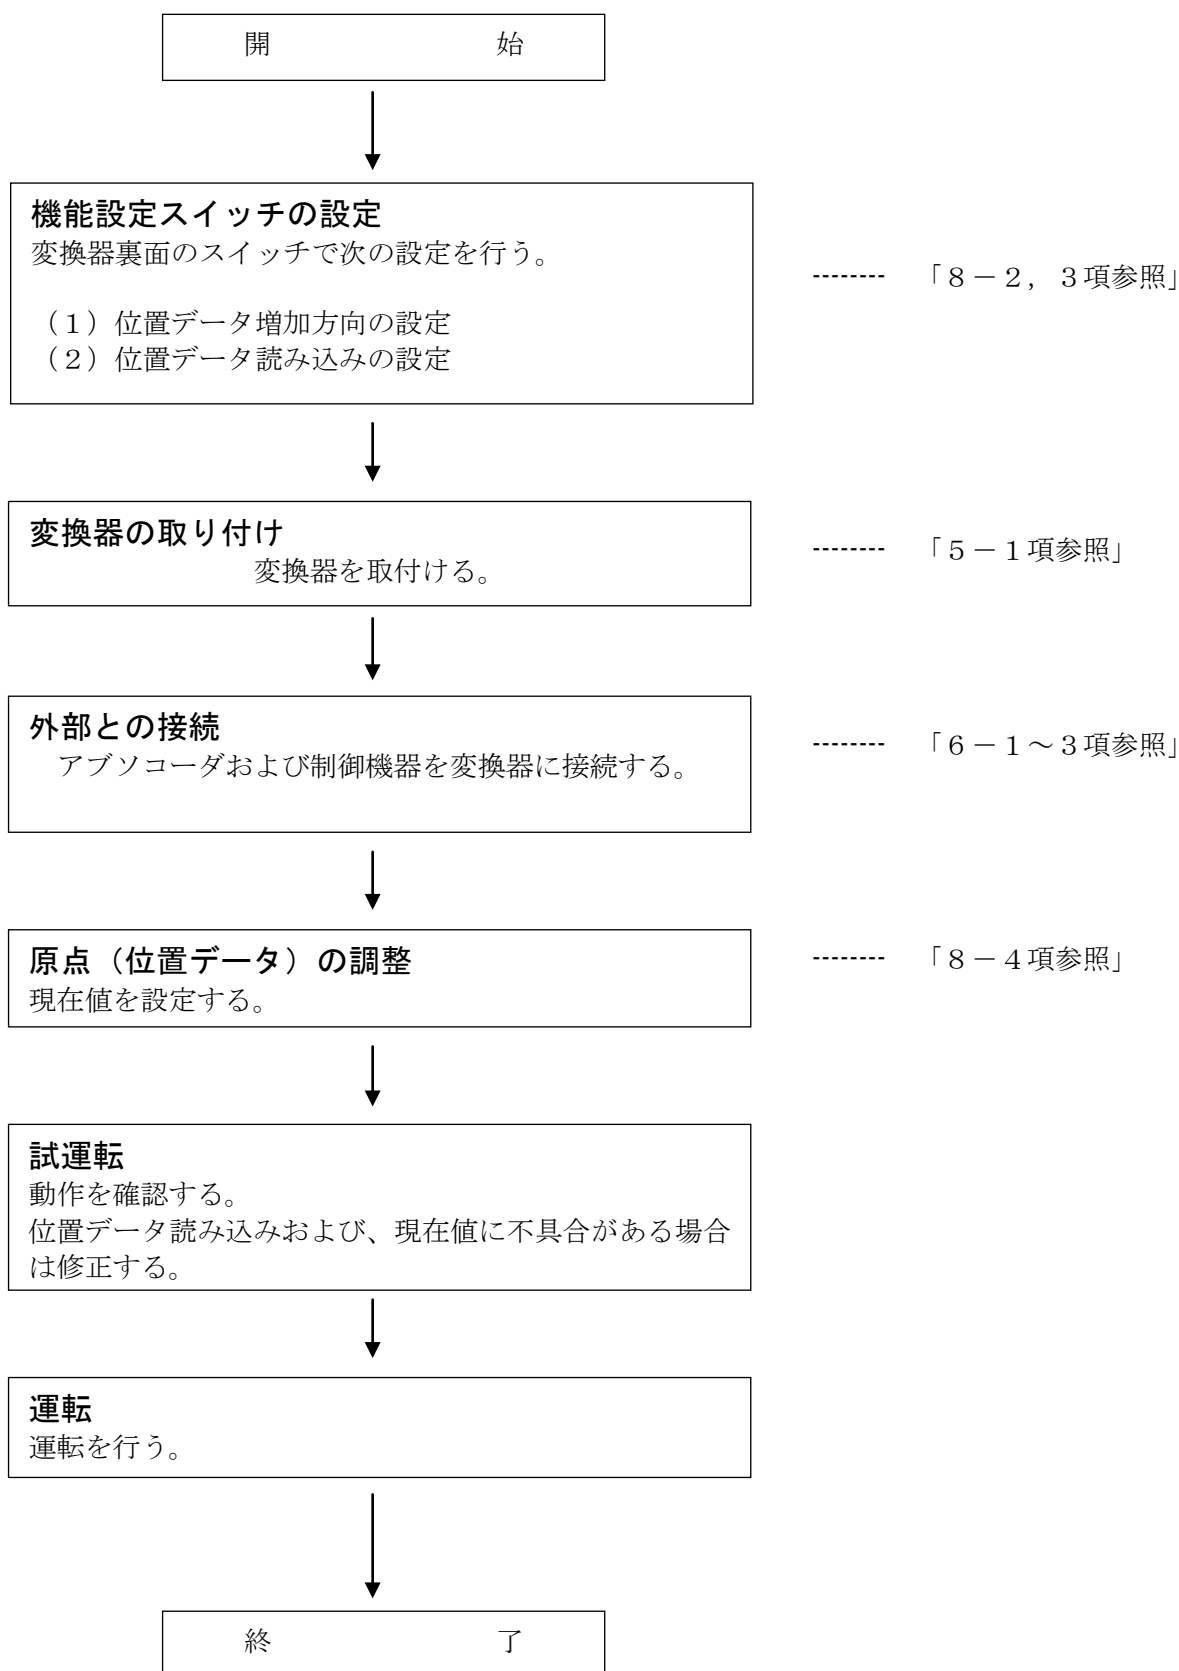 開　　　　　　　　始
機能設定スイッチの設定
変換器裏面のスイッチで次の設定を行う。
-------- 「８－２，３項参照」
（１）位置データ増加方向の設定
（２）位置データ読み込みの設定
変換器の取り付け
変換器を取付ける。
-------- 「５－１項参照」
外部との接続
アブソコーダおよび制御機器を変換器に接続する。
-------- 「６－１～３項参照」
原点（位置データ）の調整
-------- 「８－４項参照」
現在値を設定する。
試運転
動作を確認する。
位置データ読み込みおよび、現在値に不具合がある場合
は修正する。
運転
運転を行う。
終　　　　　　　　了